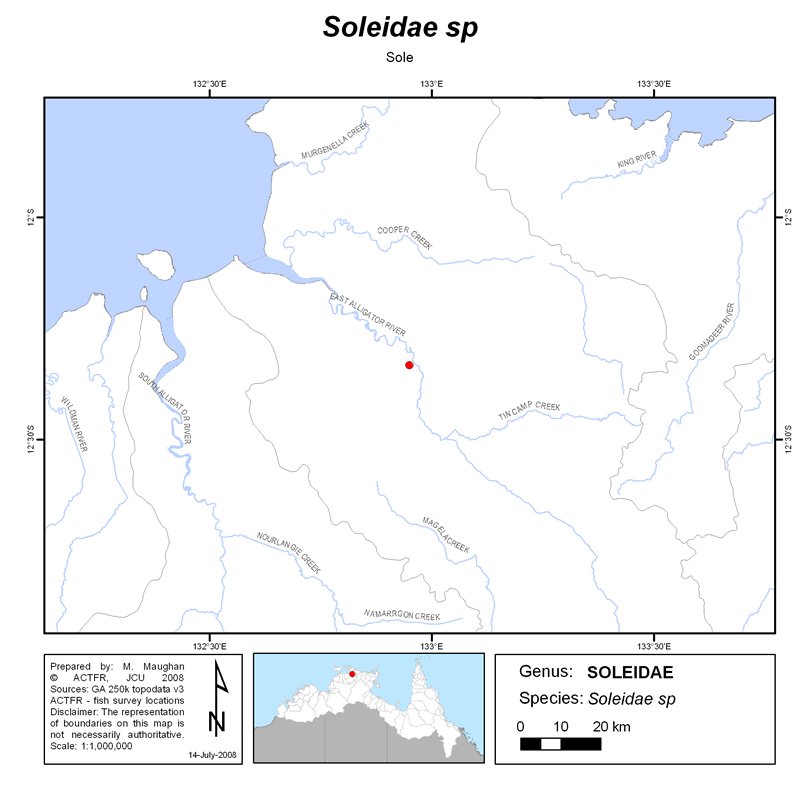 Soleidae sp
Sole
132°30'E
133°E
133°30'E
MURGENELLA CREEK
KING RIVER
12°S
12°S
COOPER CREEK
EAST ALLIGATOR RIVER
GOOMADEER RIVER
SOUTH ALLIGATOR RIVER
WILDMAN RIVER
TIN CAMP CREEK
12°30'S
12°30'S
MAGELA CREEK
NOURLANGIE CREEK
NAMARRGON CREEK
132°30'E
133°E
133°30'E
Prepared by: M. Maughan
© ACTFR, JCU 2008
Sources: GA 250k topodata v3
ACTFR - fish survey locations
Disclaimer: The representation
of boundaries on this map is
not necessarily authoritative.
Scale: 1:1,000,000
14-July-2008
N
Genus: SOLEIDAE
Species: Soleidae sp
0 10 20 km